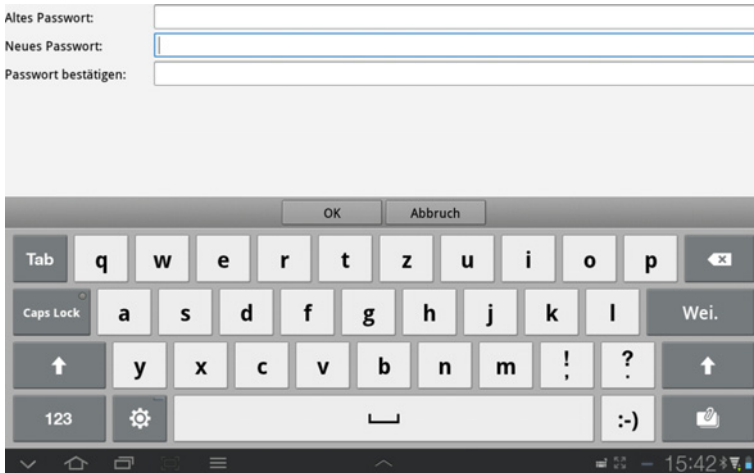 Altes Passwort:
Neues Passwort:
Passwort bestätigen:
OK Abbruch
Tab q w e r t z u i o p
Caps Lock a s d f g h j k l Wei.
y x c v b n m ! , ? .
123 :-)
15:42